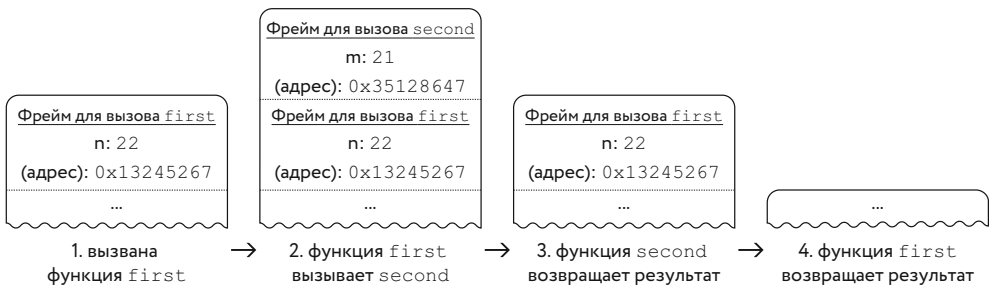 Фрейм для вызова first
n: 22
(адрес): 0x13245267
...
1. вызвана
функция first
→
Фрейм для вызова second
m: 21
(адрес): 0x35128647
Фрейм для вызова first
n: 22
(адрес): 0x13245267
...
2. функция first
вызывает second
→
Фрейм для вызова first
n: 22
(адрес): 0x13245267
...
3. функция second
возвращает результат
→
...
4. функция first
возвращает результат